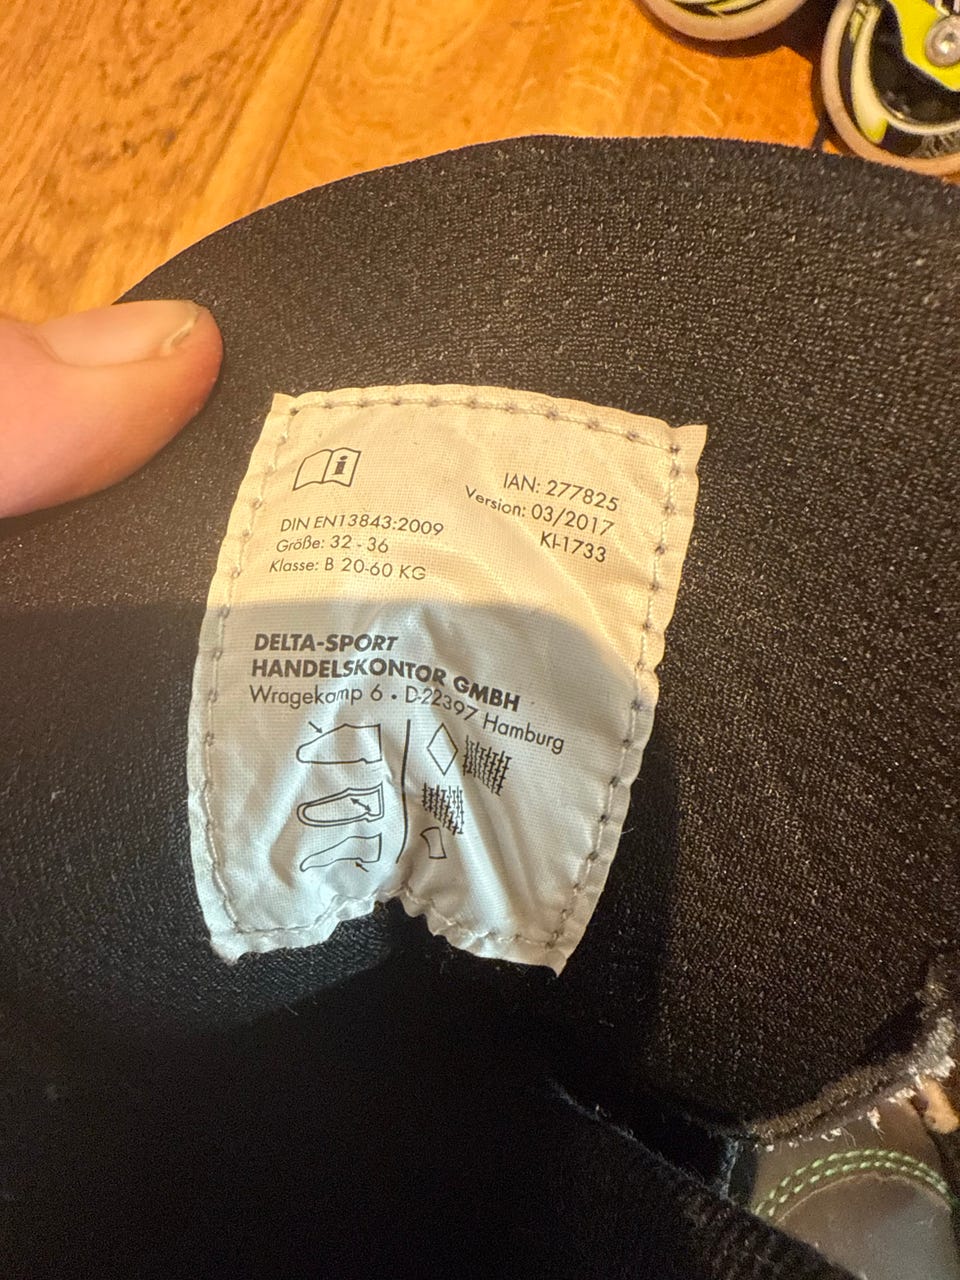 IAN: 277825
Version: 03/2017
KI-1733
DIN EN13843:2009
Größe: 32 - 36
Klasse: B 20-60 KG
DELTA-SPORT
HANDELSKONTOR GMBH
Wragekamp 6 • D-22397 Hamburg